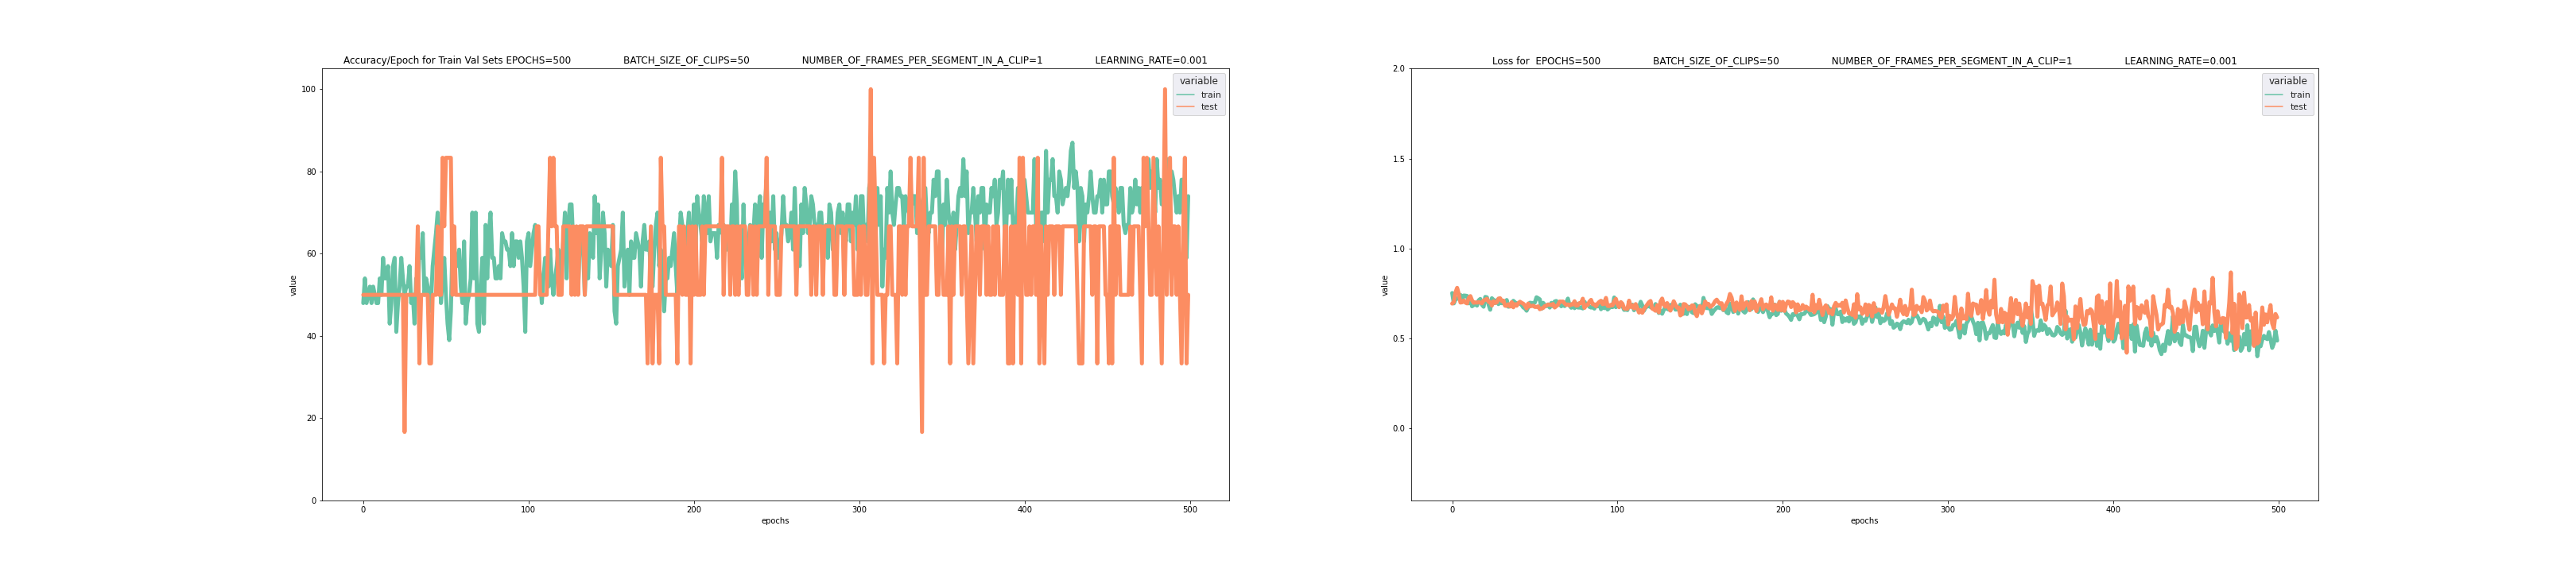 Accuracy/Epoch for Train Val Sets EPOCHS=500 BATCH_SIZE_OF_CLIPS=50 NUMBER_OF_FRAMES_PER_SEGMENT_IN_A_CLIP=1 LEARNING_RATE=0.001
variable
train
test
100
80
60
40
20
0
value
0 100 200 300 400 500
epochs
Loss for EPOCHS=500 BATCH_SIZE_OF_CLIPS=50 NUMBER_OF_FRAMES_PER_SEGMENT_IN_A_CLIP=1 LEARNING_RATE=0.001
variable
train
test
2.0
1.5
1.0
0.5
0.0
value
0 100 200 300 400 500
epochs